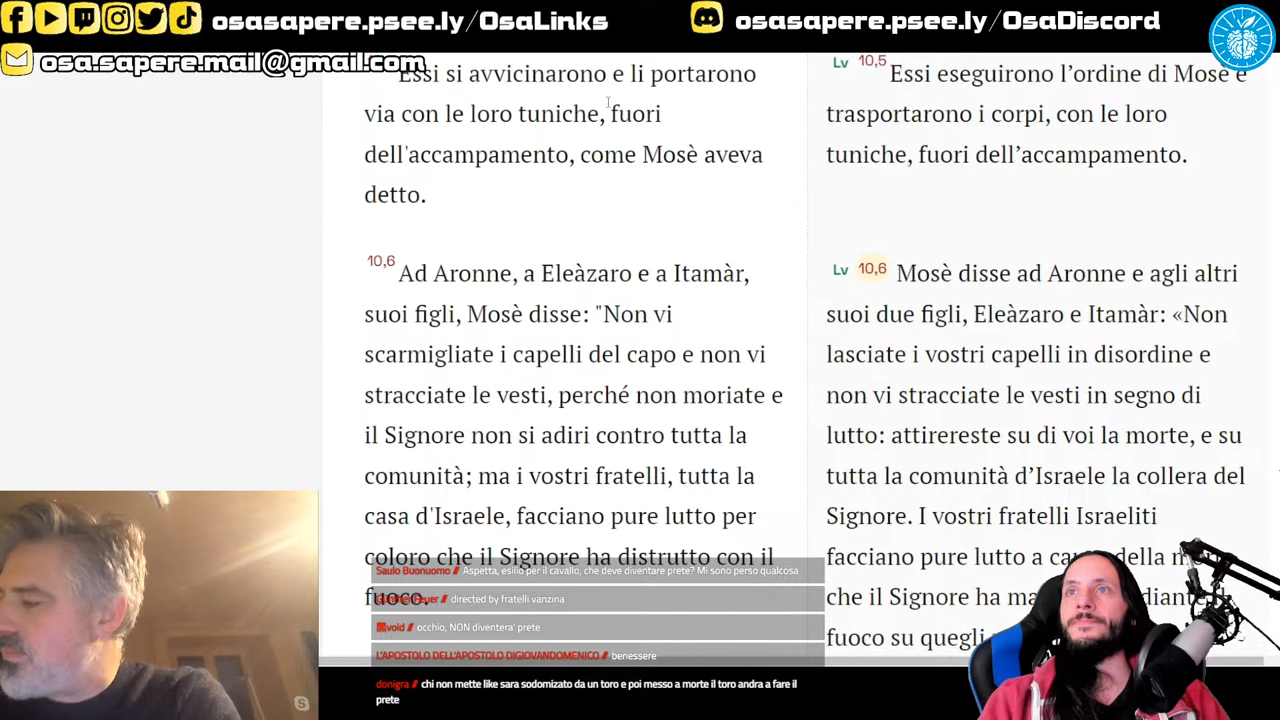 osasapere.psee.ly/OsaLinks
osasapere.psee.ly/OsaDiscord
osa.sapere.mail@gmail.com
Essi si avvicinarono e li portarono
via con le loro tuniche, fuori
dell'accampamento, come Mosè aveva
detto.
10,6 Ad Aronne, a Eleàzaro e a Itamàr,
suoi figli, Mosè disse: "Non vi
scarmigliate i capelli del capo e non vi
stracciate le vesti, perché non moriate e
il Signore non si adiri contro tutta la
comunità; ma i vostri fratelli, tutta la
casa d'Israele, facciano pure lutto per
coloro che il Signore ha distrutto con il
fuoco.
Lv 10,5 Essi eseguirono l’ordine di Mosè e
trasportarono i corpi, con le loro
tuniche, fuori dell’accampamento.
Lv 10,6 Mosè disse ad Aronne e agli altri
suoi due figli, Eleàzaro e Itamàr: «Non
lasciate i vostri capelli in disordine e
non vi stracciate le vesti in segno di
lutto: attirereste su di voi la morte, e su
tutta la comunità d’Israele la collera del
Signore. I vostri fratelli Israeliti
facciano pure lutto a della
che il Signore ha
fuoco su quegli
Saulo Buonuomo // Aspetta, esilio per il cavallo, che deve diventare prete? Mi sono perso qualcosa
directed by fratelli vanzina
void // occhio, NON diventera' prete
L'APOSTOLO DELL'APOSTOLO DIGIOVANDOMENICO // benessere
donigra // chi non mette like sara sodomizato da un toro e poi messo a morte il toro andra a fare il
prete